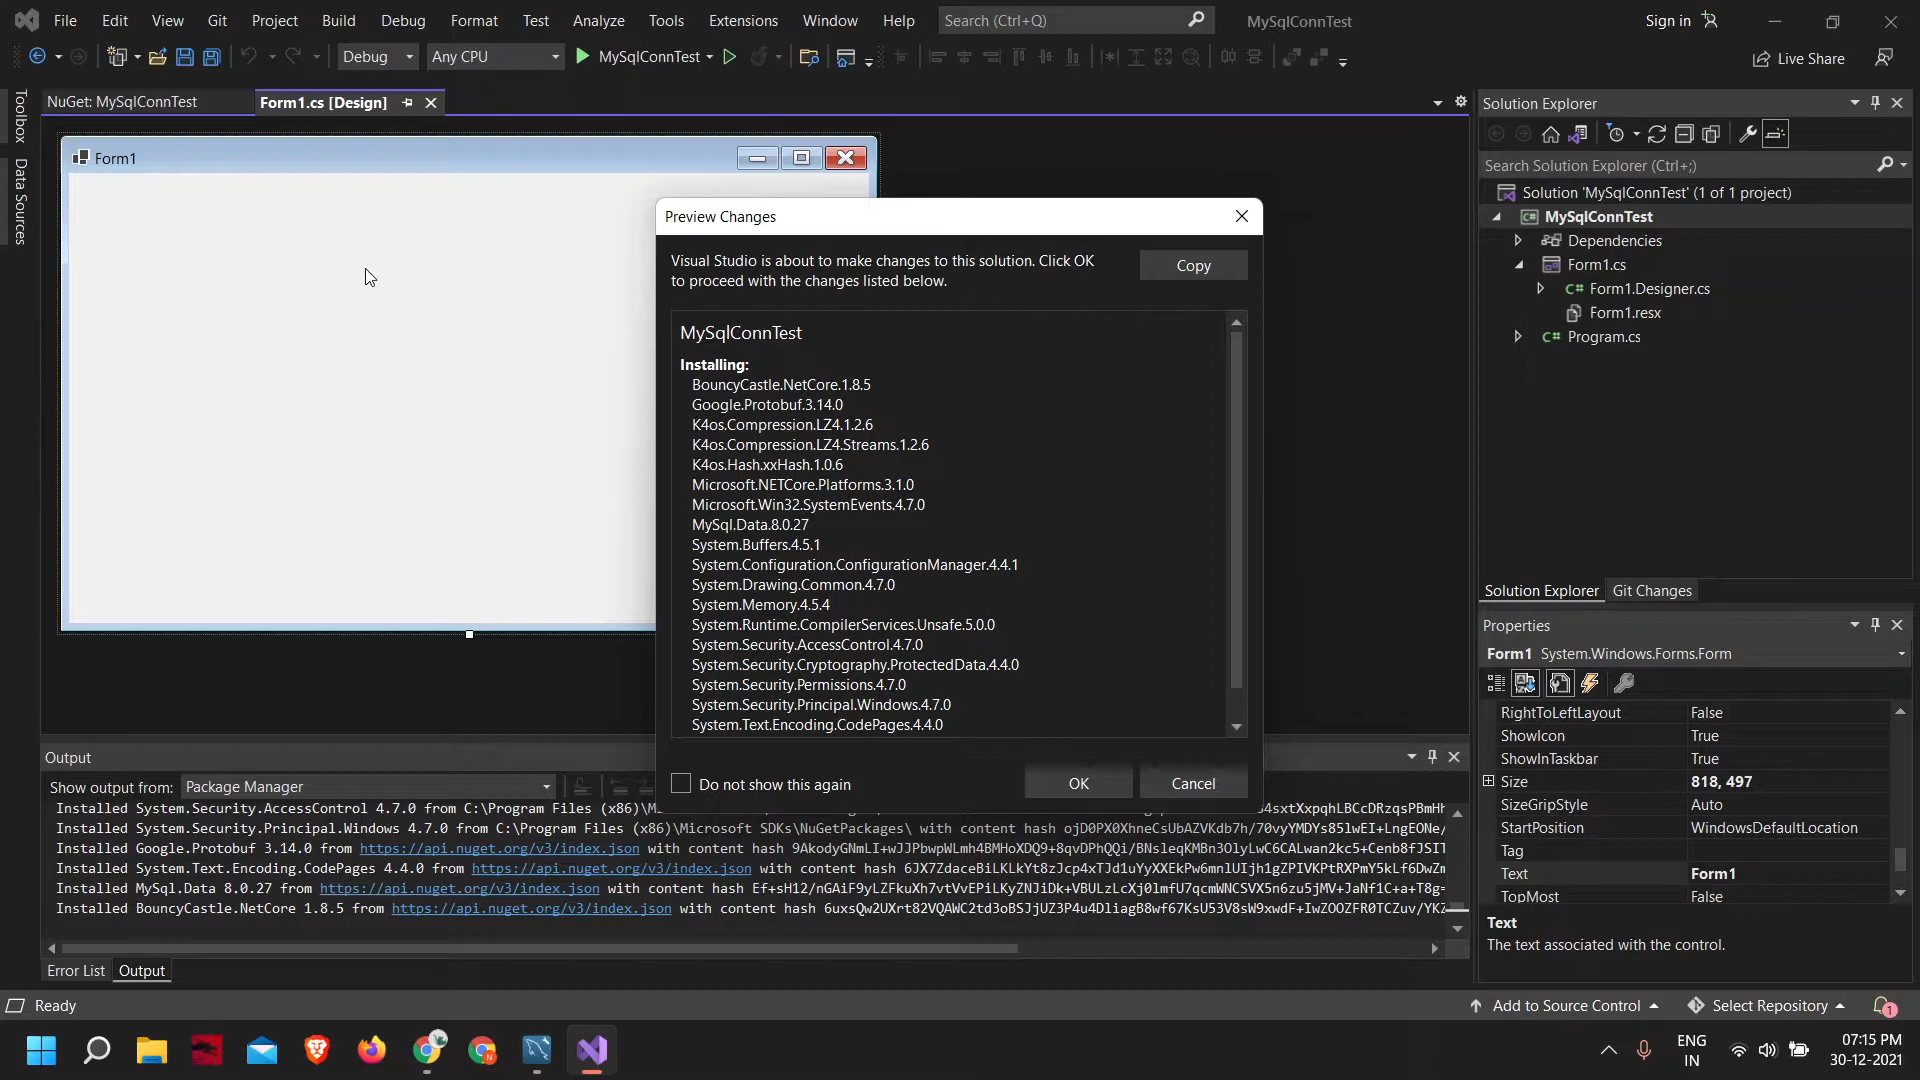 File Edit View Git Project Build Debug Format Test Analyze Tools Extensions Window Help Search (Ctrl+Q) MySqlConnTest Sign in
Debug Any CPU MySqlConnTest Live Share
Toolbox
Data Sources
NuGet: MySqlConnTest Form1.cs [Design]
Form1
Preview Changes
Visual Studio is about to make changes to this solution. Click OK
to proceed with the changes listed below.
Copy
MySqlConnTest
Installing:
BouncyCastle.NetCore.1.8.5
Google.Protobuf.3.14.0
K4os.Compression.LZ4.1.2.6
K4os.Compression.LZ4.Streams.1.2.6
K4os.Hash.xxHash.1.0.6
Microsoft.NETCore.Platforms.3.1.0
Microsoft.Win32.SystemEvents.4.7.0
MySql.Data.8.0.27
System.Buffers.4.5.1
System.Configuration.ConfigurationManager.4.4.1
System.Drawing.Common.4.7.0
System.Memory.4.5.4
System.Runtime.CompilerServices.Unsafe.5.0.0
System.Security.AccessControl.4.7.0
System.Security.Cryptography.ProtectedData.4.4.0
System.Security.Permissions.4.7.0
System.Security.Principal.Windows.4.7.0
System.Text.Encoding.CodePages.4.4.0
Do not show this again OK Cancel
Solution Explorer
Search Solution Explorer (Ctrl+;)
Solution 'MySqlConnTest' (1 of 1 project)
MySqlConnTest
Dependencies
Form1.cs
Form1.Designer.cs
Form1.resx
Program.cs
Solution Explorer Git Changes
Properties
Form1 System.Windows.Forms.Form
RightToLeftLayout False
ShowIcon True
ShowInTaskbar True
Size 818, 497
SizeGripStyle Auto
StartPosition WindowsDefaultLocation
Tag
Text Form1
TopMost False
Text
The text associated with the control.
Output
Show output from: Package Manager
Installed System.Security.AccessControl 4.7.0 from C:\Program Files (x86)\
Installed System.Security.Principal.Windows 4.7.0 from C:\Program Files (x86)\Microsoft SDKs\NuGetPackages\ with content hash
Installed Google.Protobuf 3.14.0 from https://api.nuget.org/v3/index.json with content hash
Installed System.Text.Encoding.CodePages 4.4.0 from https://api.nuget.org/v3/index.json with content hash
Installed MySql.Data 8.0.27 from https://api.nuget.org/v3/index.json with content hash
Installed BouncyCastle.NetCore 1.8.5 from https://api.nuget.org/v3/index.json with content hash
Error List Output
Ready Add to Source Control Select Repository 1
ENG
IN
07:15 PM
30-12-2021